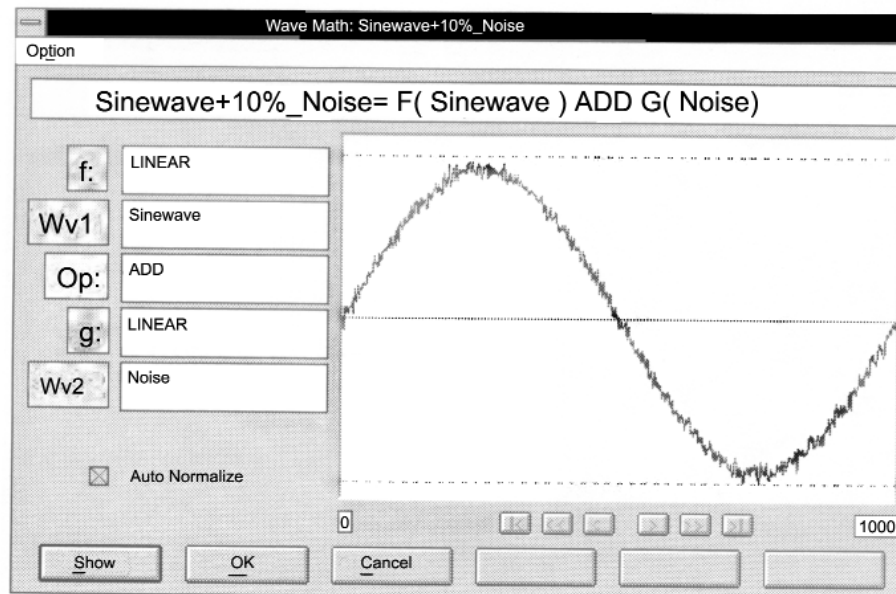 Wave Math: Sinewave+10%_Noise
Option
Sinewave+10%_Noise= F( Sinewave ) ADD G( Noise)
f: LINEAR
Wv1 Sinewave
Op: ADD
g: LINEAR
Wv2 Noise
Auto Normalize
0 |< << < > >> >| 1000
Show OK Cancel